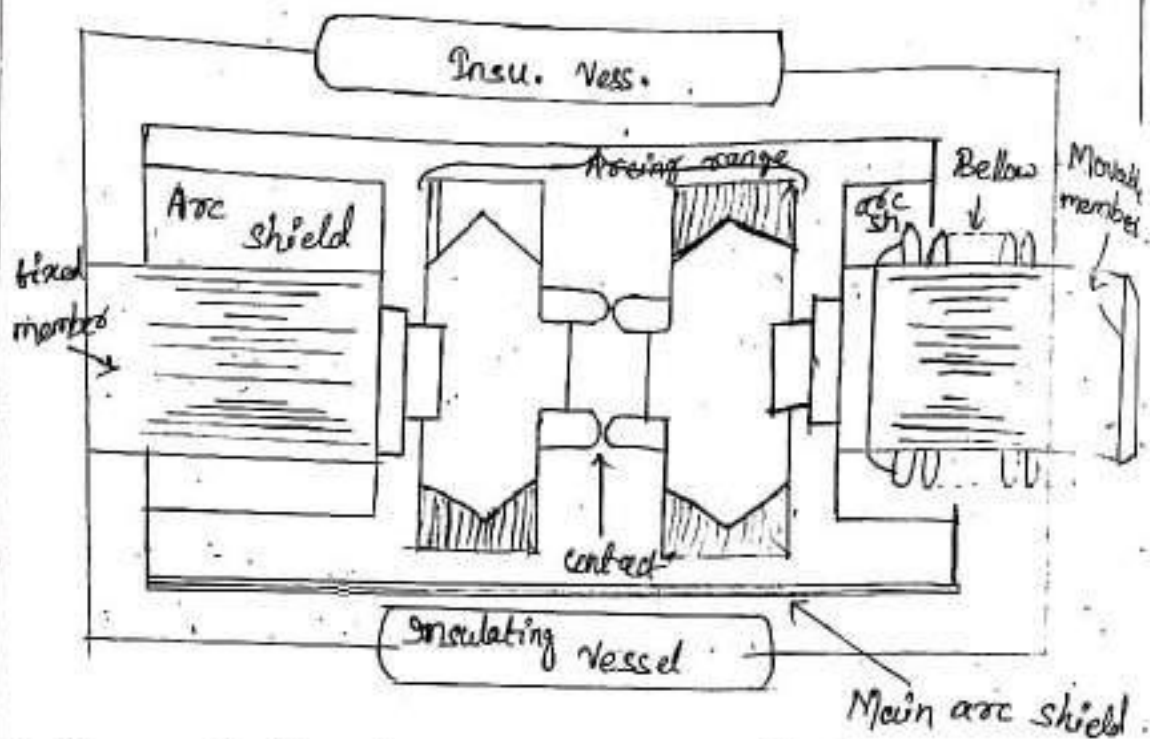 Insu. Vess.
Arcing range
Bellow
Movable
member
Arc
shield
arc
sh
fixed
member
contact
Insulating
vessel
Main arc shield.